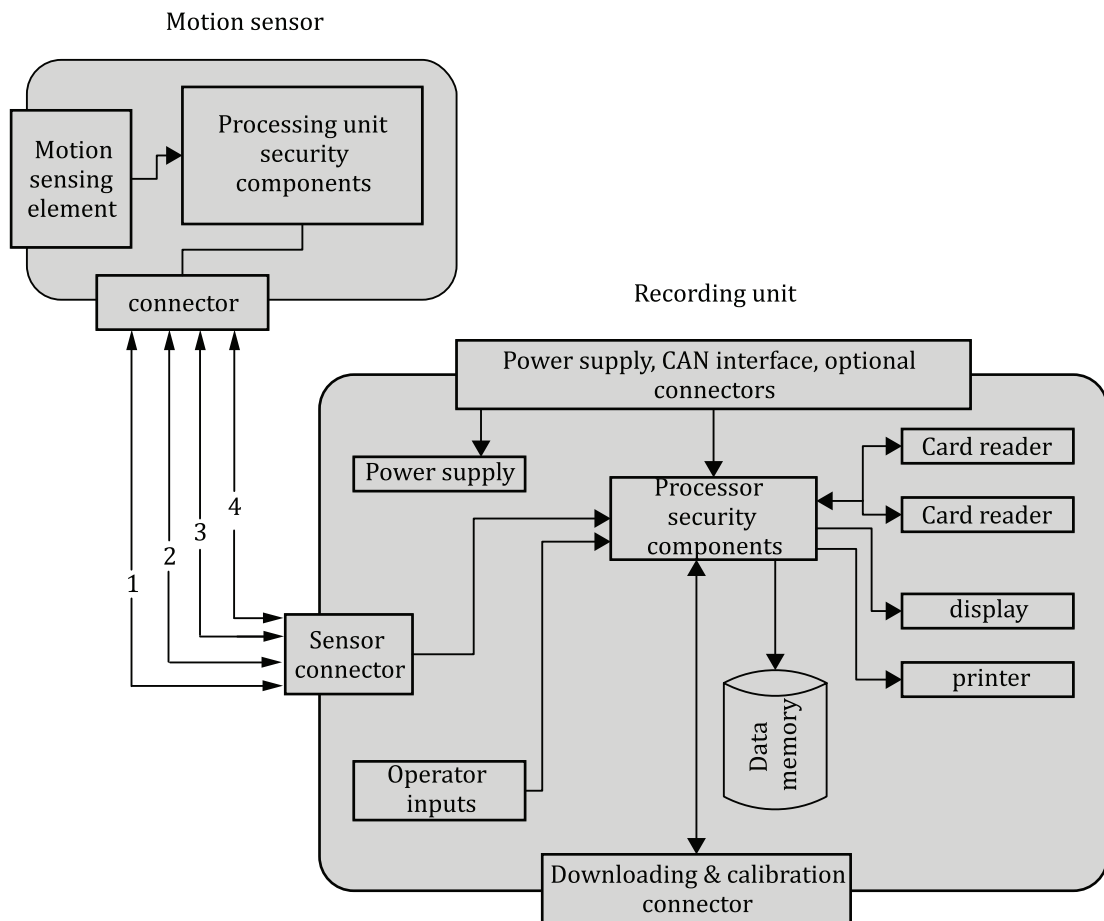 Motion sensor
Processing unit
security
components
Motion
sensing
element
connector
Recording unit
Power supply, CAN interface, optional
connectors
Power supply
Processor
security
components
Card reader
Card reader
display
printer
1
2
3
4
Sensor
connector
Data
memory
Operator
inputs
Downloading & calibration
connector